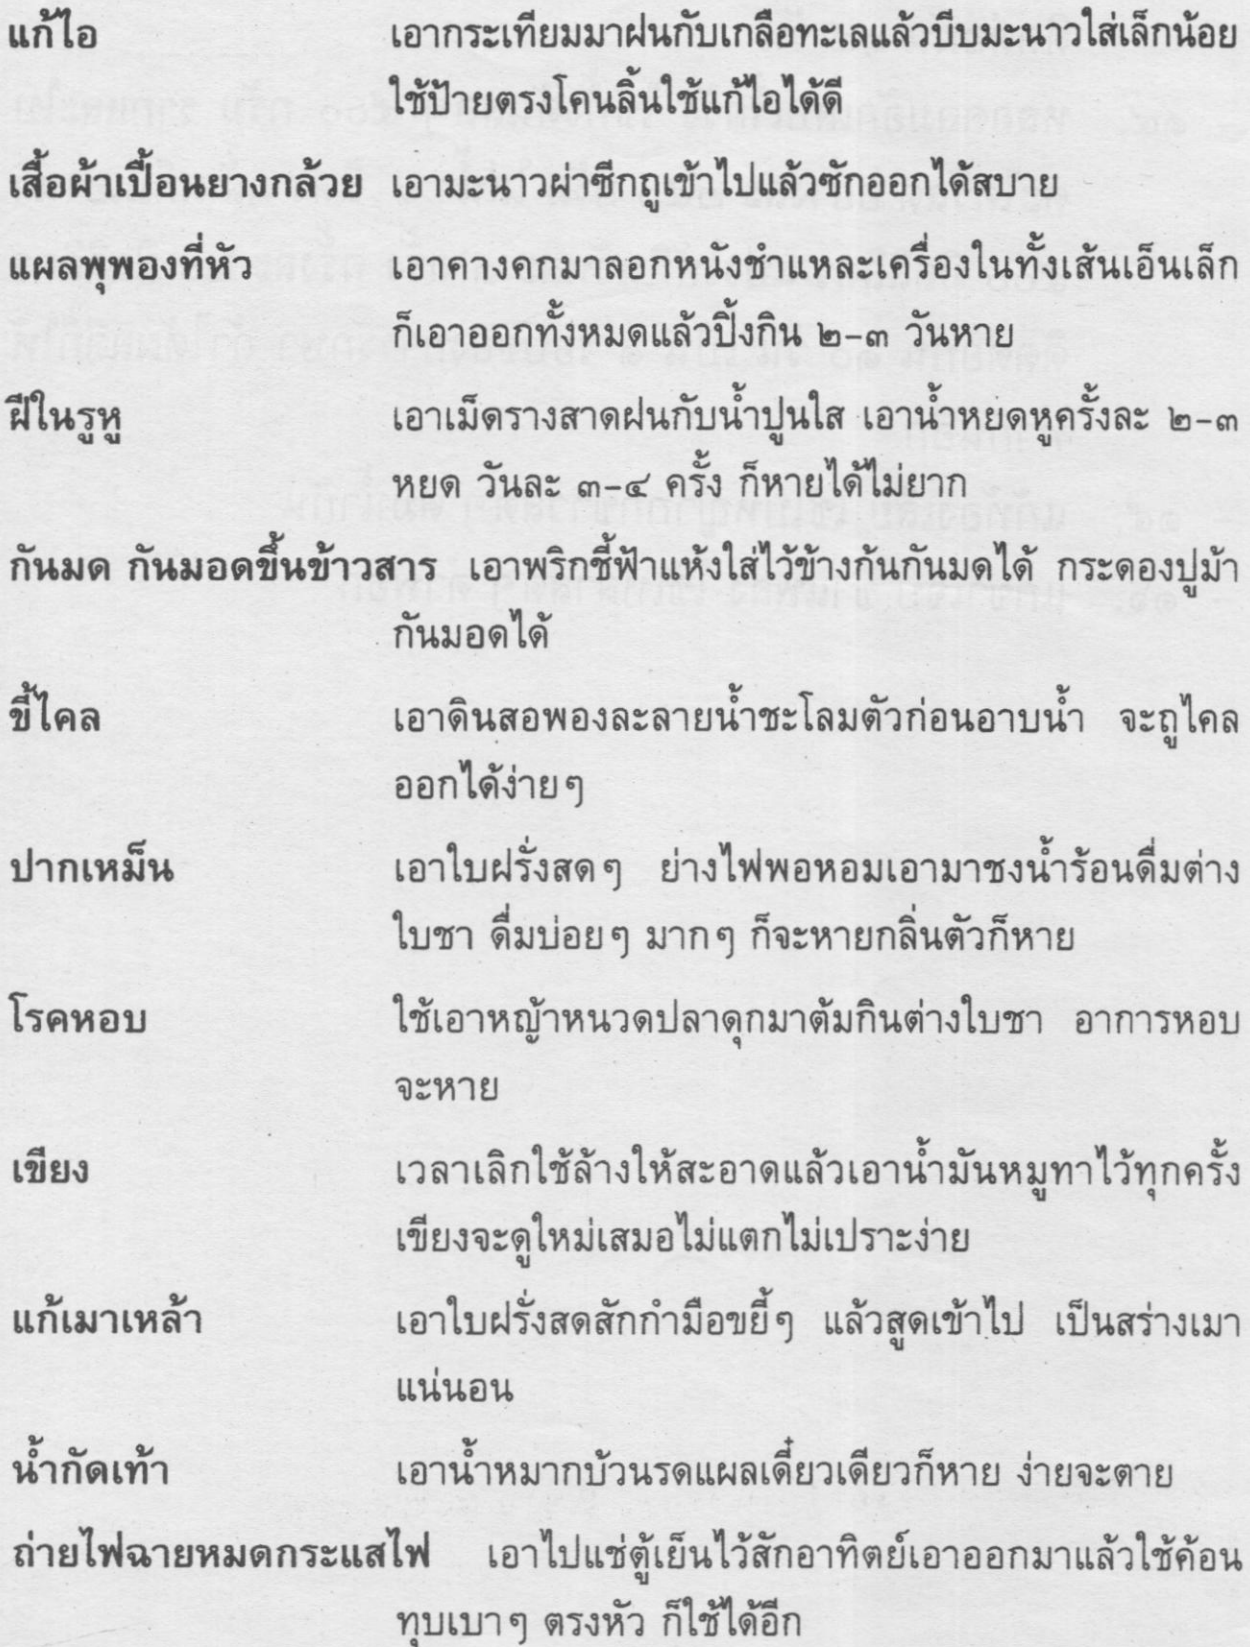 แก้ไอ เอากระเทียมมาฝนกับเกลือทะเลแล้วบีบมะนาวใส่เล็กน้อย
ใช้ป้ายตรงโคนลิ้นใช้แก้ไอได้ดี
เสื้อผ้าเปื้อนยางกล้วย เอามะนาวผ่าซีกถูเข้าไปแล้วซักออกได้สบาย
แผลพุพองที่หัว เอาคางคกมาลอกหนังชำแหละเครื่องในทั้งเส้นเอ็นเล็ก
ก็เอาออกทั้งหมดแล้วปิ้งกิน ๒-๓ วันหาย
ฝีในรูหู เอาเม็ดรางสาดฝนกับน้ำปูนใส เอาน้ำหยดหูครั้งละ ๒-๓
หยด วันละ ๓-๔ ครั้ง ก็หายได้ไม่ยาก
กันมด กันมอดขึ้นข้าวสาร เอาพริกชี้ฟ้าแห้งใส่ไว้ข้างก้นกันมดได้ กระดองปูม้า
กันมอดได้
ขี้ไคล เอาดินสอพองละลายน้ำชะโลมตัวก่อนอาบน้ำ จะถูไคล
ออกได้ง่ายๆ
ปากเหม็น เอาใบฝรั่งสดๆ ย่างไฟพอหอมเอามาชงน้ำร้อนดื่มต่าง
ใบชา ดื่มบ่อยๆ มากๆ ก็จะหายกลิ่นตัวก็หาย
โรคหอบ ใช้เอาหญ้าหนวดปลาดุกมาต้มกินต่างใบชา อาการหอบ
จะหาย
เขียง เวลาเลิกใช้ล้างให้สะอาดแล้วเอาน้ำมันหมูทาไว้ทุกครั้ง
เขียงจะดูใหม่เสมอไม่แตกไม่เปราะง่าย
แก้เมาเหล้า เอาใบฝรั่งสดสักกำมือขยี้ๆ แล้วสูดเข้าไป เป็นสร่างเมา
แน่นอน
น้ำกัดเท้า เอาน้ำหมากบ้วนรดแผลเดี๋ยวเดียวก็หาย ง่ายจะตาย
ถ่ายไฟฉายหมดกระแสไฟ เอาไปแช่ตู้เย็นไว้สักอาทิตย์เอาออกมาแล้วใช้ค้อน
ทุบเบาๆ ตรงหัว ก็ใช้ได้อีก